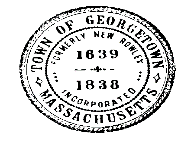 TOWN OF GEORGETOWN
FORMERLY NEW ROWLEY
1639
1838
INCORPORATED
MASSACHUSETTS